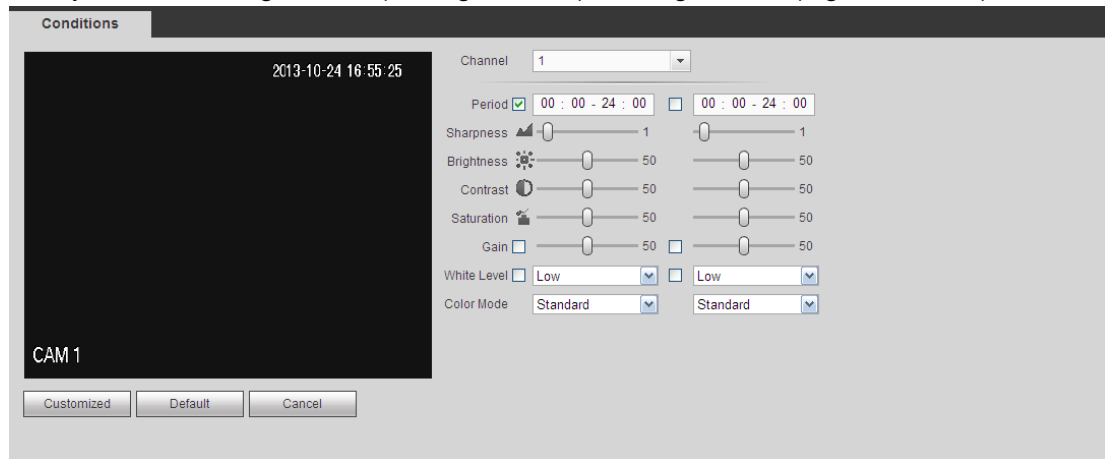 Conditions
2013-10-24 16:55:25
CAM 1
Customized Default Cancel
Channel 1
Period 00 : 00 - 24 : 00 00 : 00 - 24 : 00
Sharpness 1 1
Brightness 50 50
Contrast 50 50
Saturation 50 50
Gain 50 50
White Level Low Low
Color Mode Standard Standard